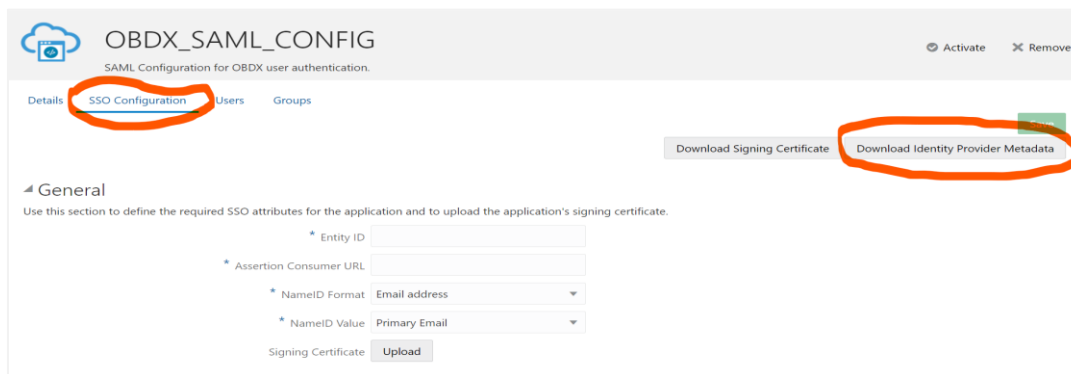 OBDX_SAML_CONFIG
Activate
Remove
SAML Configuration for OBDX user authentication.
Details SSO Configuration Users Groups
Download Signing Certificate Download Identity Provider Metadata
General
Use this section to define the required SSO attributes for the application and to upload the application's signing certificate.
* Entity ID
* Assertion Consumer URL
* NameID Format Email address
* NameID Value Primary Email
Signing Certificate Upload